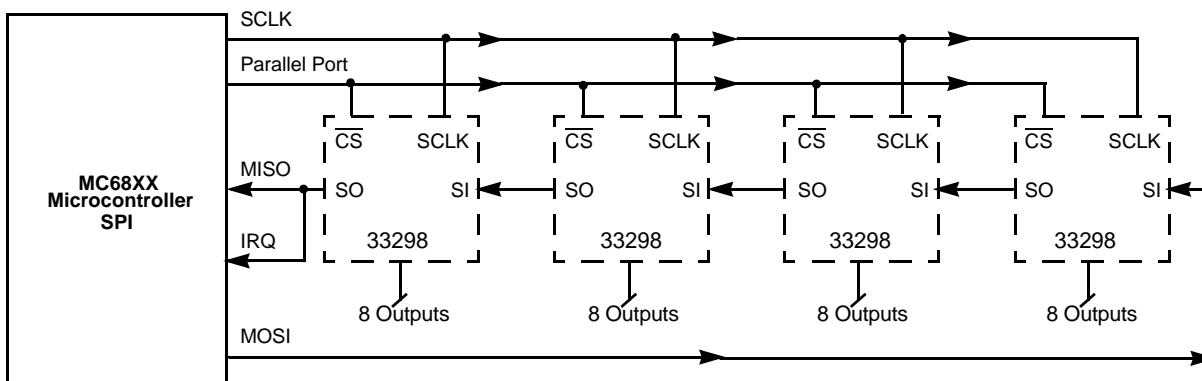 SCLK
Parallel Port
CS SCLK CS SCLK CS SCLK CS SCLK
MISO
SO SI SO SI SO SI SO SI
MC68XX
Microcontroller
SPI
IRQ
33298 33298 33298 33298
8 Outputs 8 Outputs 8 Outputs 8 Outputs
MOSI